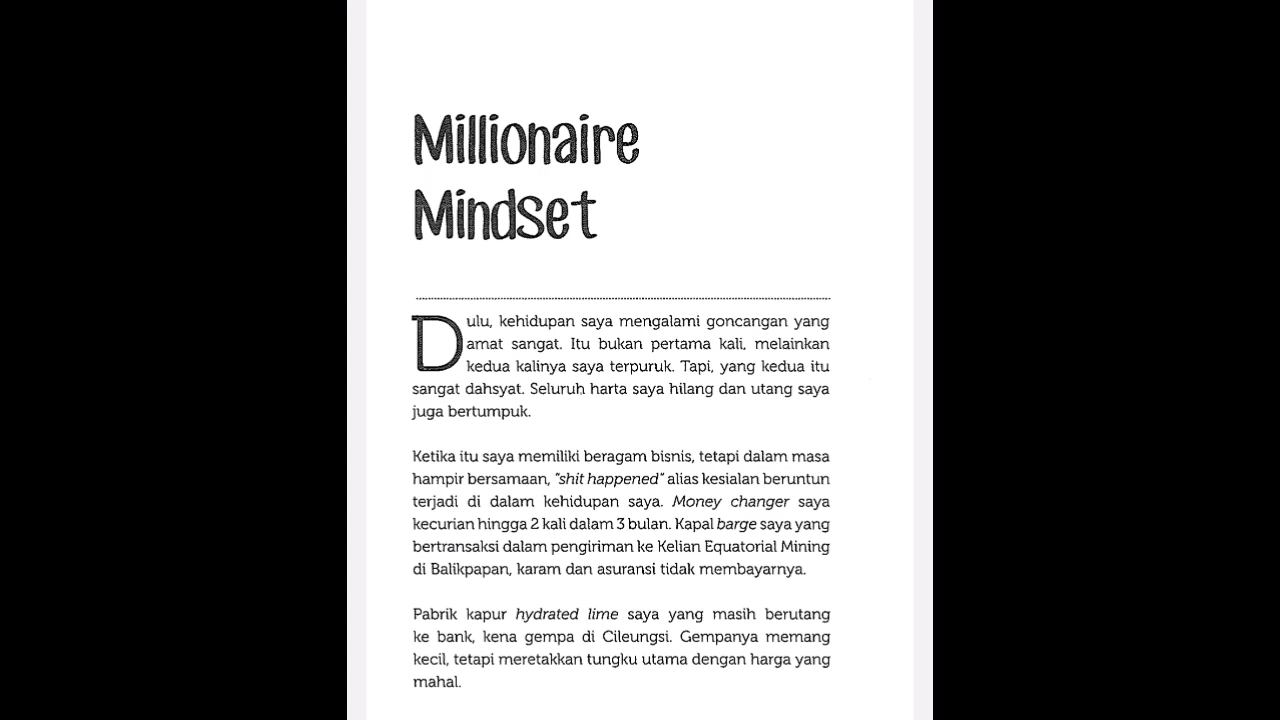 Millionaire
Mindset
Dulu, kehidupan saya mengalami goncangan yang
amat sangat. Itu bukan pertama kali, melainkan
kedua kalinya saya terpuruk. Tapi, yang kedua itu
sangat dahsyat. Seluruh harta saya hilang dan utang saya
juga bertumpuk.
Ketika itu saya memiliki beragam bisnis, tetapi dalam masa
hampir bersamaan, "shit happened" alias kesialan beruntun
terjadi di dalam kehidupan saya. Money changer saya
kecurian hingga 2 kali dalam 3 bulan. Kapal barge saya yang
bertransaksi dalam pengiriman ke Kelian Equatorial Mining
di Balikpapan, karam dan asuransi tidak membayarnya.
Pabrik kapur hydrated lime saya yang masih berutang
ke bank, kena gempa di Cileungsi. Gempanya memang
kecil, tetapi meretakkan tungku utama dengan harga yang
mahal.